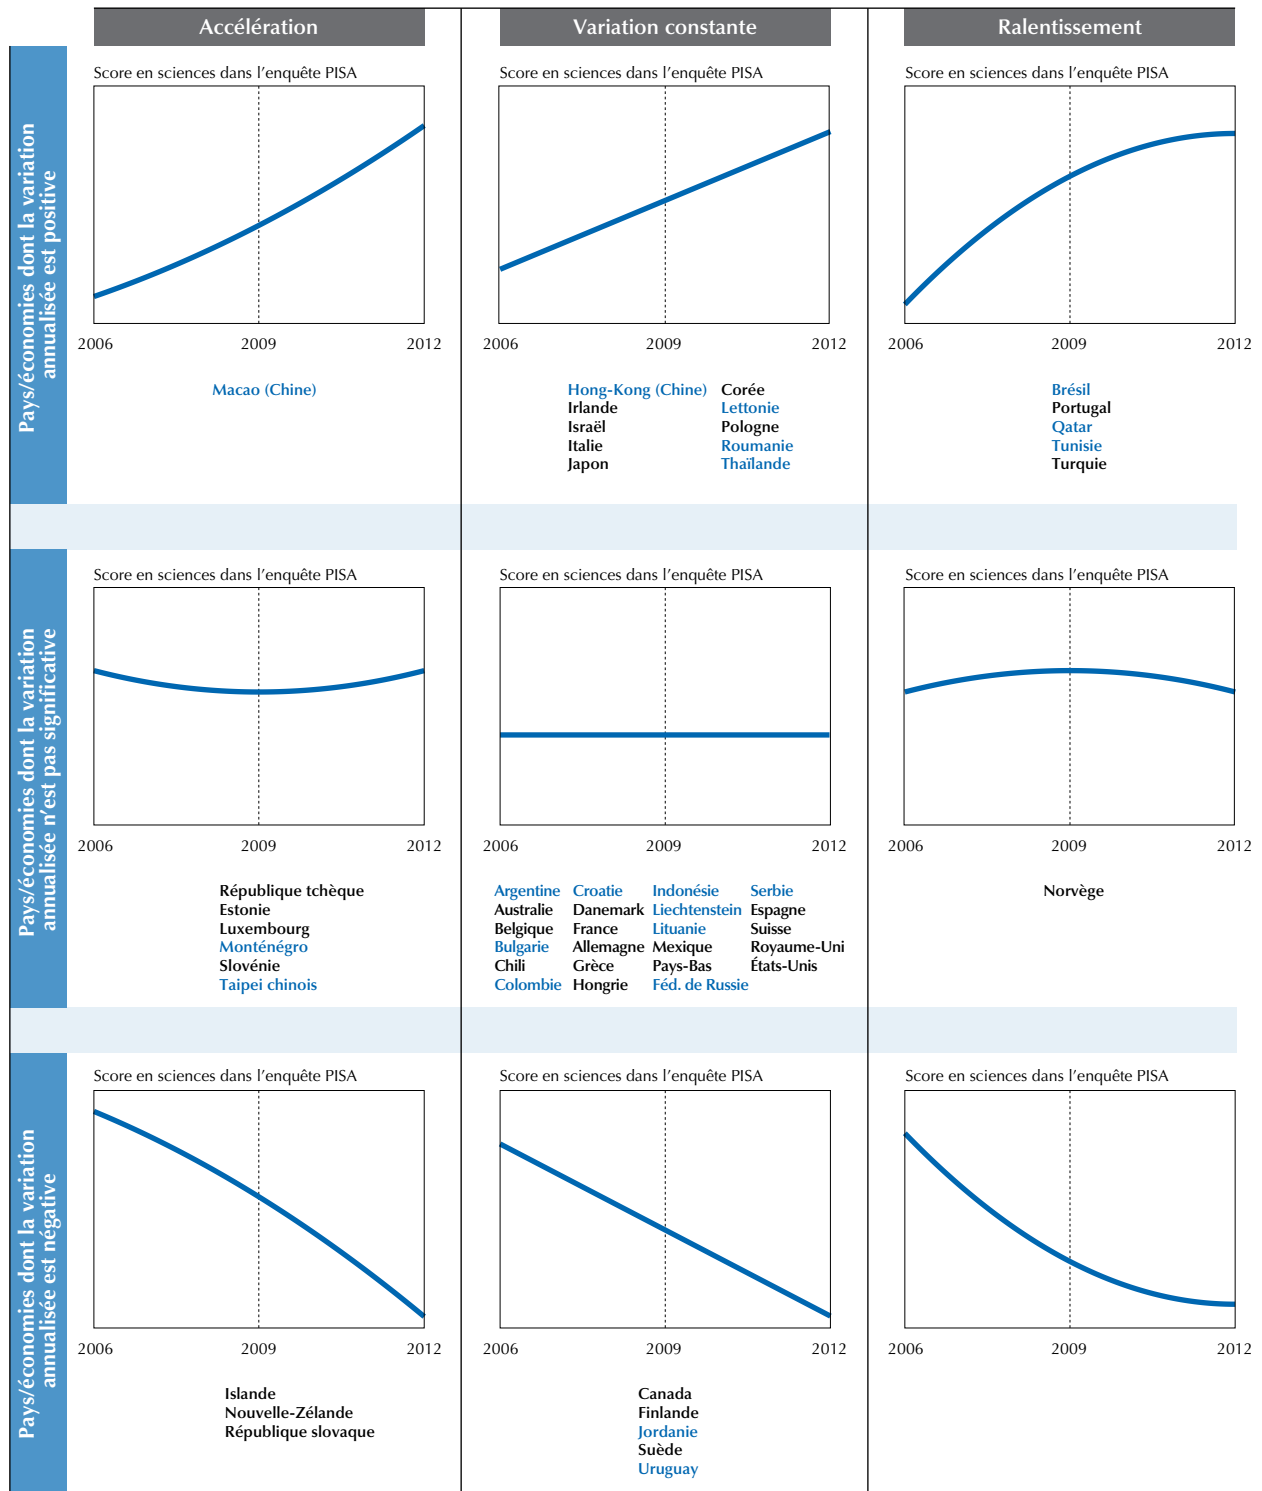 Accélération
Variation constante
Ralentissement
Pays/économies dont la variation
annualisée est positive
Score en sciences dans l'enquête PISA
2006 2009 2012
Macao (Chine)
Score en sciences dans l'enquête PISA
2006 2009 2012
Hong-Kong (Chine) Corée
Irlande Lettonie
Israël Pologne
Italie Roumanie
Japon Thaïlande
Score en sciences dans l'enquête PISA
2006 2009 2012
Brésil
Portugal
Qatar
Tunisie
Turquie
Pays/économies dont la variation
annualisée n'est pas significative
Score en sciences dans l'enquête PISA
2006 2009 2012
République tchèque
Estonie
Luxembourg
Monténégro
Slovénie
Taipei chinois
Score en sciences dans l'enquête PISA
2006 2009 2012
Argentine Croatie Indonésie Serbie
Australie Danemark Liechtenstein Espagne
Belgique France Lituanie Suisse
Bulgarie Allemagne Mexique Royaume-Uni
Chili Grèce Pays-Bas États-Unis
Colombie Hongrie Féd. de Russie
Score en sciences dans l'enquête PISA
2006 2009 2012
Norvège
Pays/économies dont la variation
annualisée est négative
Score en sciences dans l'enquête PISA
2006 2009 2012
Islande
Nouvelle-Zélande
République slovaque
Score en sciences dans l'enquête PISA
2006 2009 2012
Canada
Finlande
Jordanie
Suède
Uruguay
Score en sciences dans l'enquête PISA
2006 2009 2012